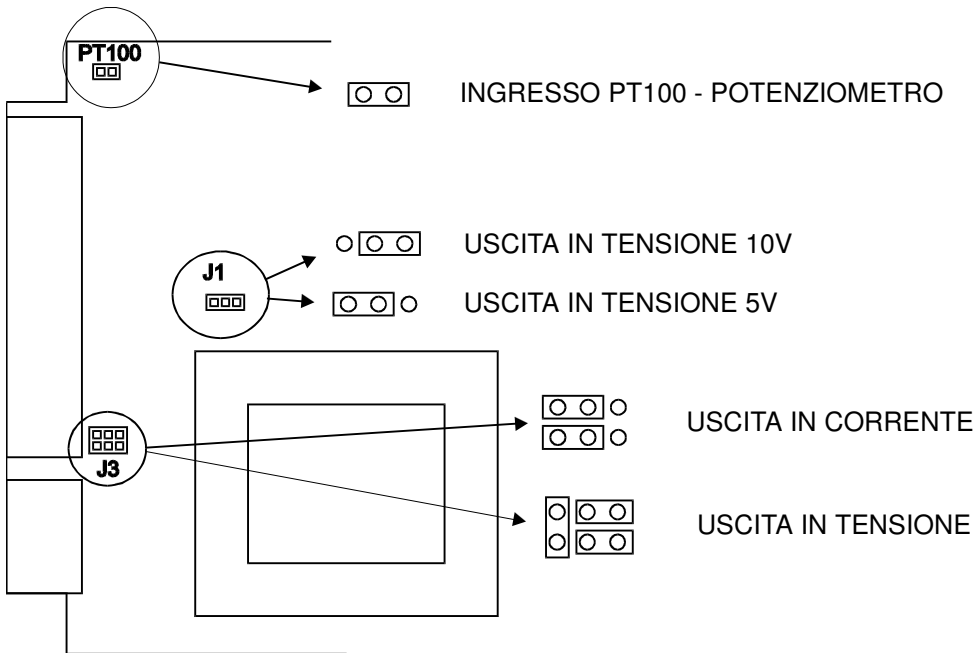 PT100
INGRESSO PT100 - POTENZIOMETRO
USCITA IN TENSIONE 10V
J1
USCITA IN TENSIONE 5V
USCITA IN CORRENTE
J3
USCITA IN TENSIONE